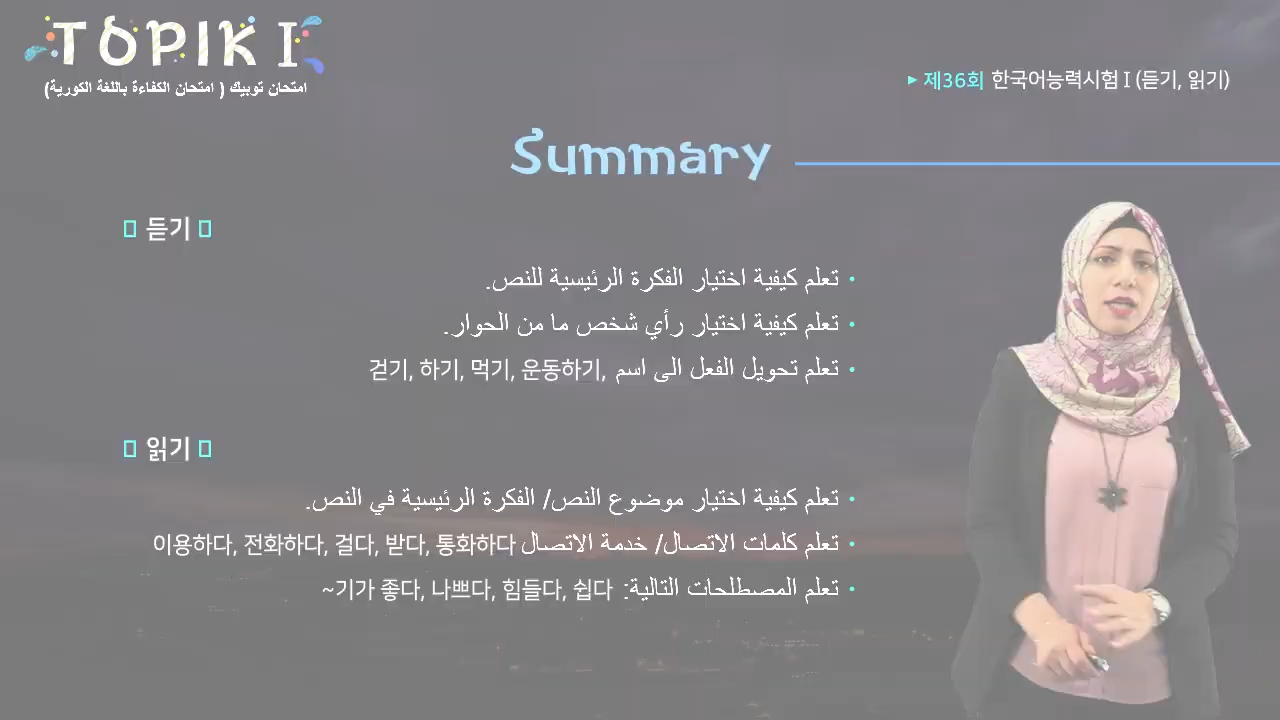 TOPIK I
امتحان توبيك ( امتحان الكفاءة باللغة الكورية)
▶ 제36회 한국어능력시험 I (듣기, 읽기)
Summary
듣기
• تعلم كيفية اختيار الفكرة الرئيسية للنص.
• تعلم كيفية اختيار رأي شخص ما من الحوار.
• تعلم تحويل الفعل الى اسم ,걷기, 하기, 먹기, 운동하기
읽기
• تعلم كيفية اختيار موضوع النص/ الفكرة الرئيسية في النص.
• تعلم كلمات الاتصال/ خدمة الاتصال 이용하다, 전화하다, 걸다, 받다, 통화하다
• تعلم المصطلحات التالية: ~기가 좋다, 나쁘다, 힘들다, 쉽다